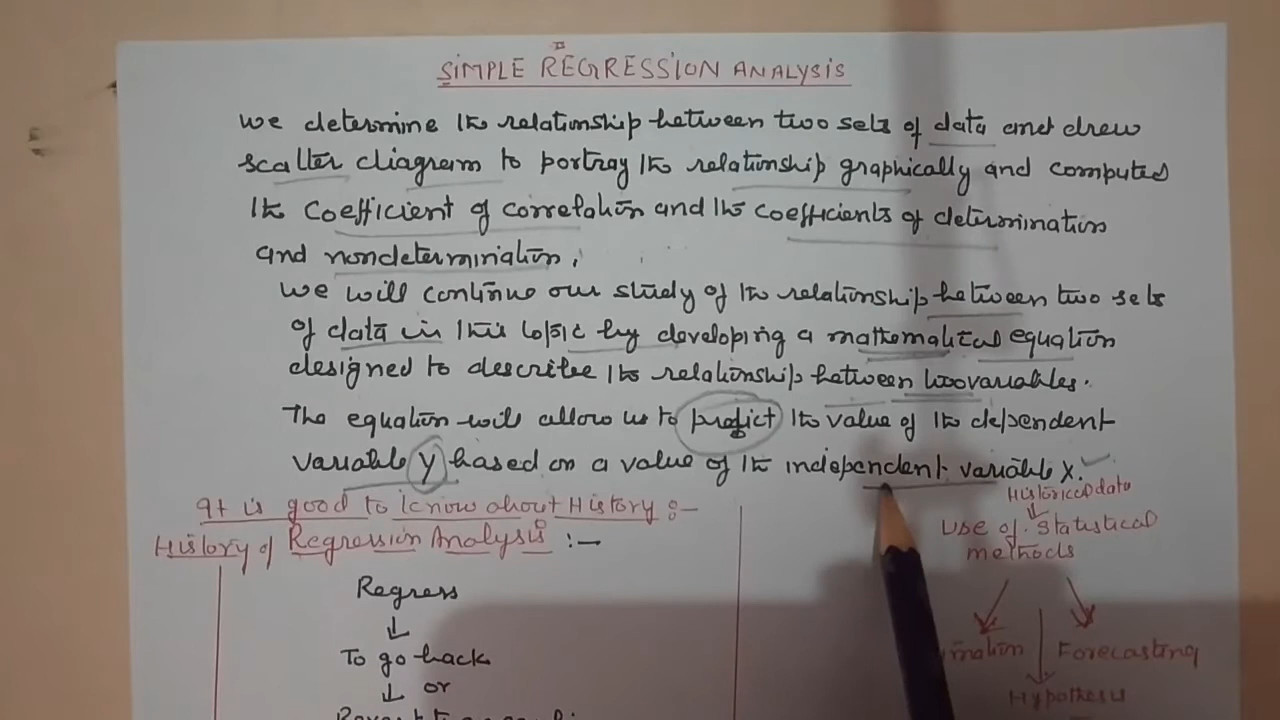 II
SIMPLE REGRESSION ANALYSIS
we determine the relationship between two sets of data and drew
scatter diagram to portray the relationship graphically and computed
the coefficient of correlation and the coefficients of determination
and nondetermination.
we will continue our study of the relationship between two sets
of data in this topic by developing a mathematical equation
designed to describe the relationship between two variables.
The equation will allow us to predict the value of the dependent
variable y based on a value of the independent variable x.
It is good to know about History :-
History of Regression Analysis :-
Regress
↓
To go back
↓ or
Historical data
↓
use of statistical
methods
Forecasting
Hypothesis